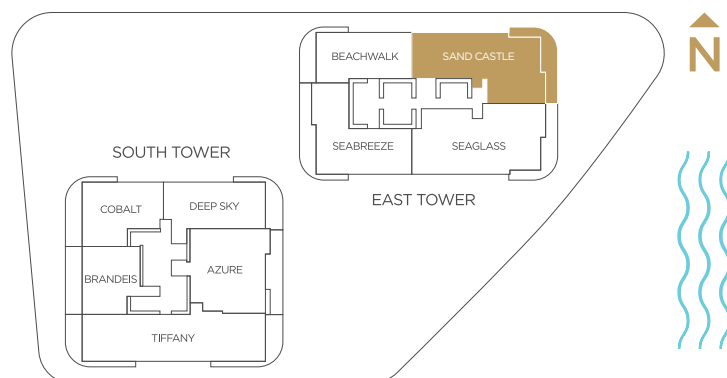 N
BEACHWALK
SAND CASTLE
SEABREEZE
SEAGLASS
EAST TOWER
SOUTH TOWER
COBALT
DEEP SKY
BRANDEIS
AZURE
TIFFANY